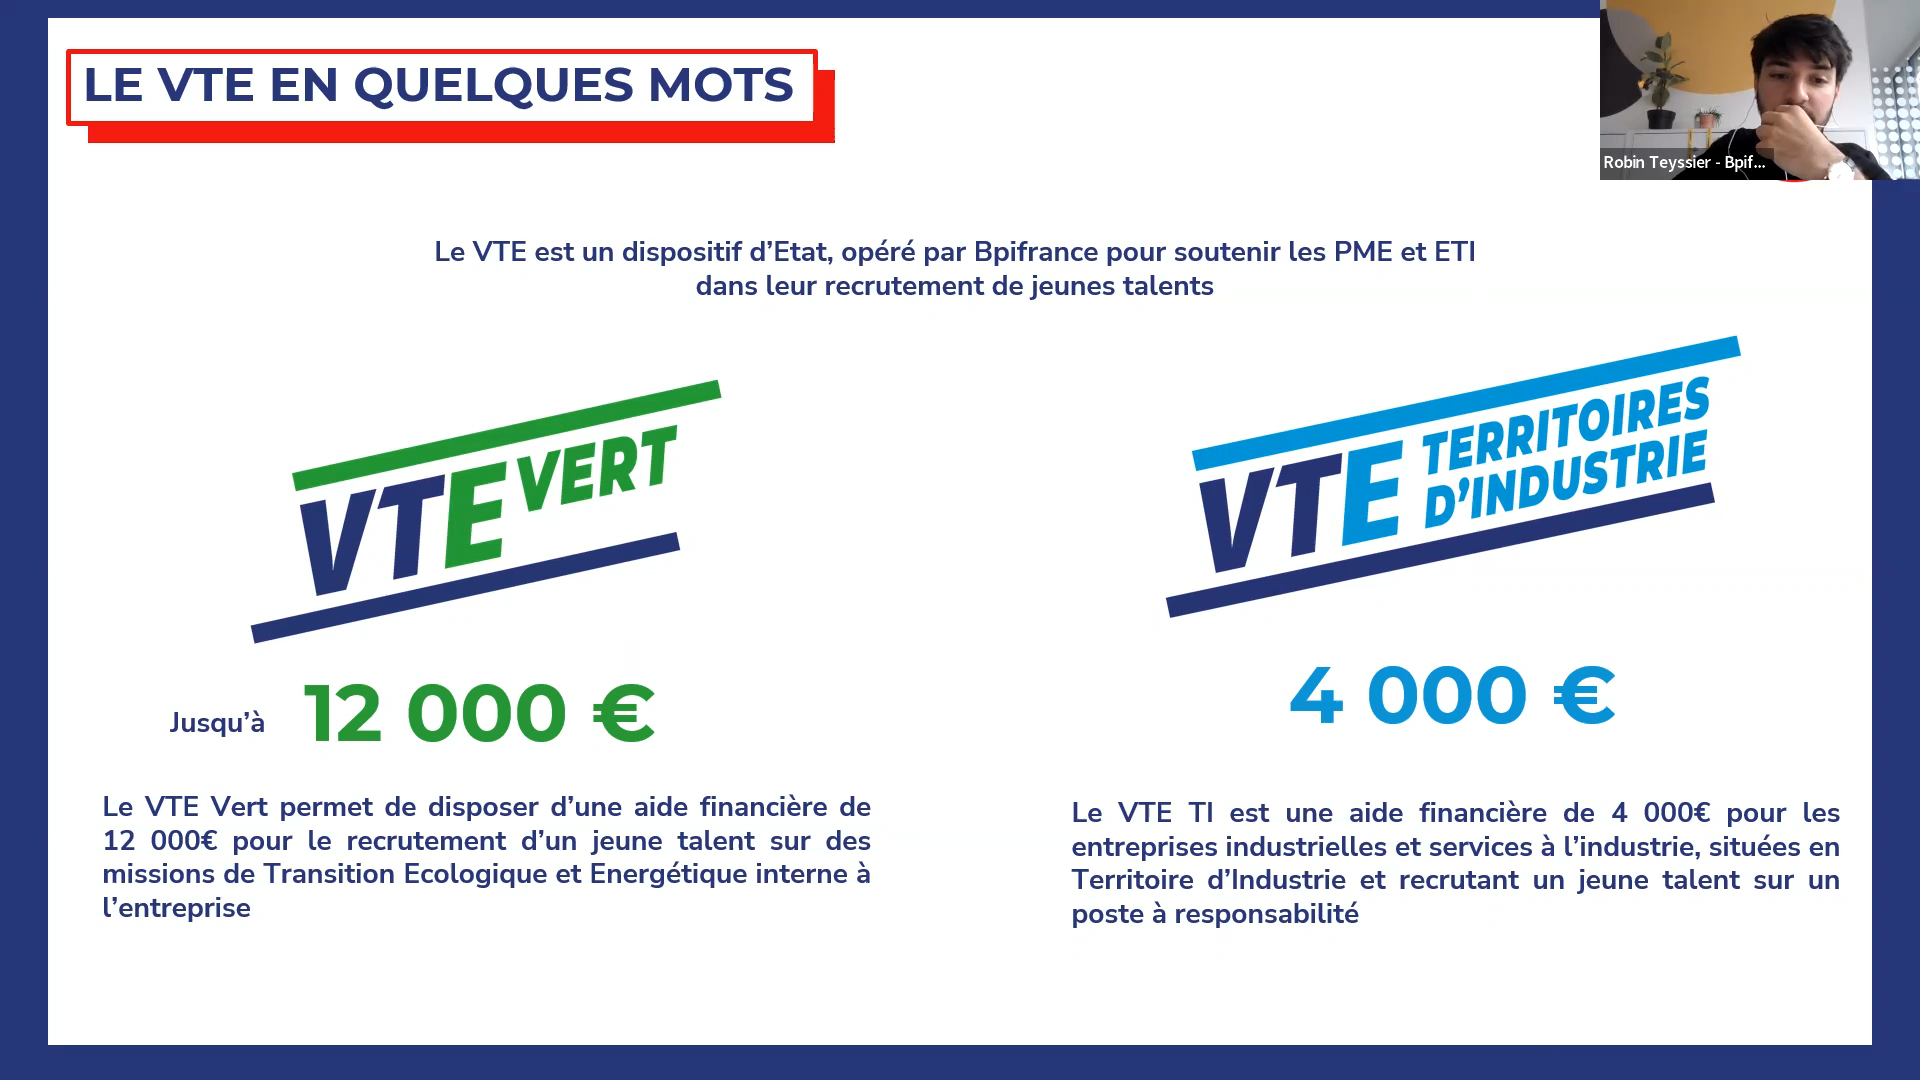 LE VTE EN QUELQUES MOTS
Robin Teyssier - Bpif...
Le VTE est un dispositif d’Etat, opéré par Bpifrance pour soutenir les PME et ETI
dans leur recrutement de jeunes talents
VTE VERT
Jusqu’à 12 000 €
Le VTE Vert permet de disposer d’une aide financière de
12 000€ pour le recrutement d’un jeune talent sur des
missions de Transition Ecologique et Energétique interne à
l’entreprise
VTE TERRITOIRES
D’INDUSTRIE
4 000 €
Le VTE TI est une aide financière de 4 000€ pour les
entreprises industrielles et services à l’industrie, situées en
Territoire d’Industrie et recrutant un jeune talent sur un
poste à responsabilité